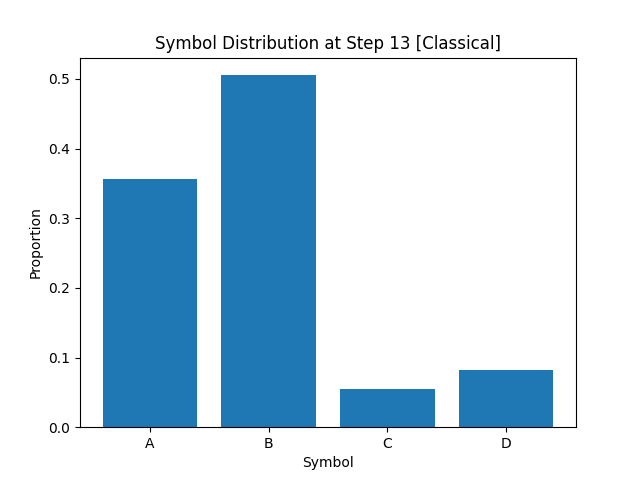 Symbol Distribution at Step 13 [Classical]
Proportion
0.5
0.4
0.3
0.2
0.1
0.0
A B C D
Symbol